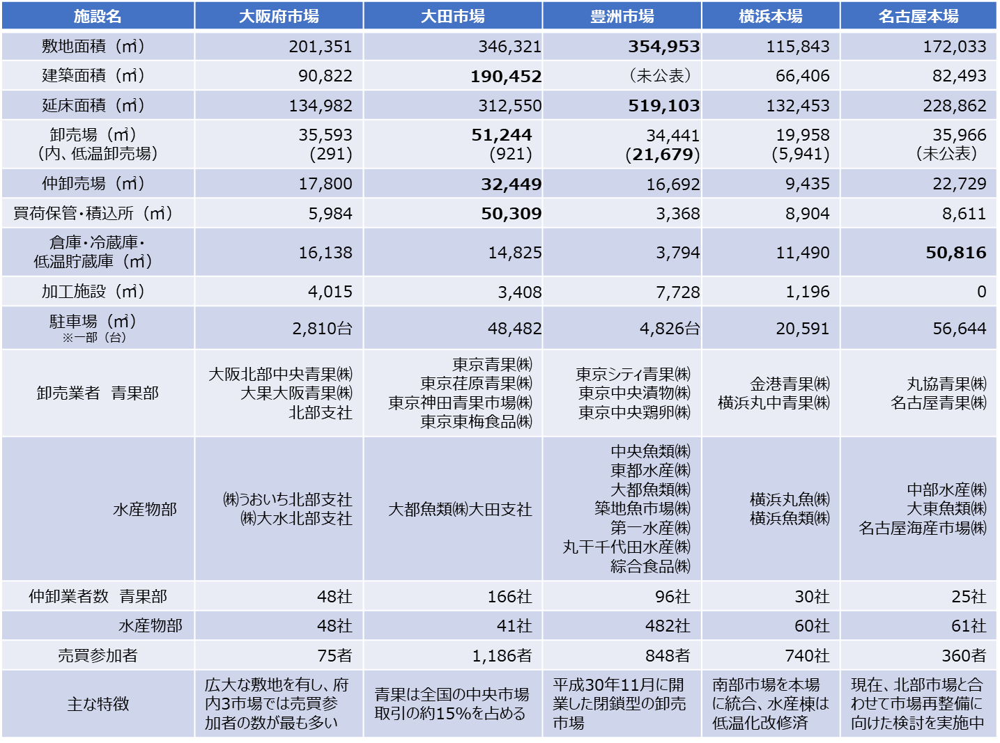 施設名 大阪府市場 大田市場 豊洲市場 横浜本場 名古屋本場
敷地面積（㎡） 201,351 346,321 354,953 115,843 172,033
建築面積（㎡） 90,822 190,452 （未公表） 66,406 82,493
延床面積（㎡） 134,982 312,550 519,103 132,453 228,862
卸売場（㎡） 35,593 51,244 34,441 19,958 35,966
（内、低温卸売場） (291) (921) (21,679) (5,941) （未公表）
仲卸売場（㎡） 17,800 32,449 16,692 9,435 22,729
買荷保管・積込所（㎡） 5,984 50,309 3,368 8,904 8,611
倉庫・冷蔵庫・
低温貯蔵庫（㎡） 16,138 14,825 3,794 11,490 50,816
加工施設（㎡） 4,015 3,408 7,728 1,196 0
駐車場（㎡）
※一部（台） 2,810台 48,482 4,826台 20,591 56,644
卸売業者　青果部
大阪北部中央青果㈱
大果大阪青果㈱
北部支社
東京青果㈱
東京荏原青果㈱
東京神田青果市場㈱
東京東梅食品㈱
東京シティ青果㈱
東京中央漬物㈱
東京中央鶏卵㈱
金港青果㈱
横浜丸中青果㈱
丸協青果㈱
名古屋青果㈱
水産物部
㈱うおいち北部支社
㈱大水北部支社
大都魚類㈱大田支社
中央魚類㈱
東都水産㈱
大都魚類㈱
築地魚市場㈱
第一水産㈱
丸干千代田水産㈱
綜合食品㈱
横浜丸魚㈱
横浜魚類㈱
中部水産㈱
大東魚類㈱
名古屋海産市場㈱
仲卸業者数　青果部 48社 166社 96社 30社 25社
水産物部 48社 41社 482社 60社 61社
売買参加者 75者 1,186者 848者 740社 360者
主な特徴
広大な敷地を有し、府
内3市場では売買参
加者の数が最も多い
青果は全国の中央市場
取引の約15%を占める
平成30年11月に開
業した閉鎖型の卸売
市場
南部市場を本場
に統合、水産棟は
低温化改修済
現在、北部市場と合
わせて市場再整備に
向けた検討を実施中